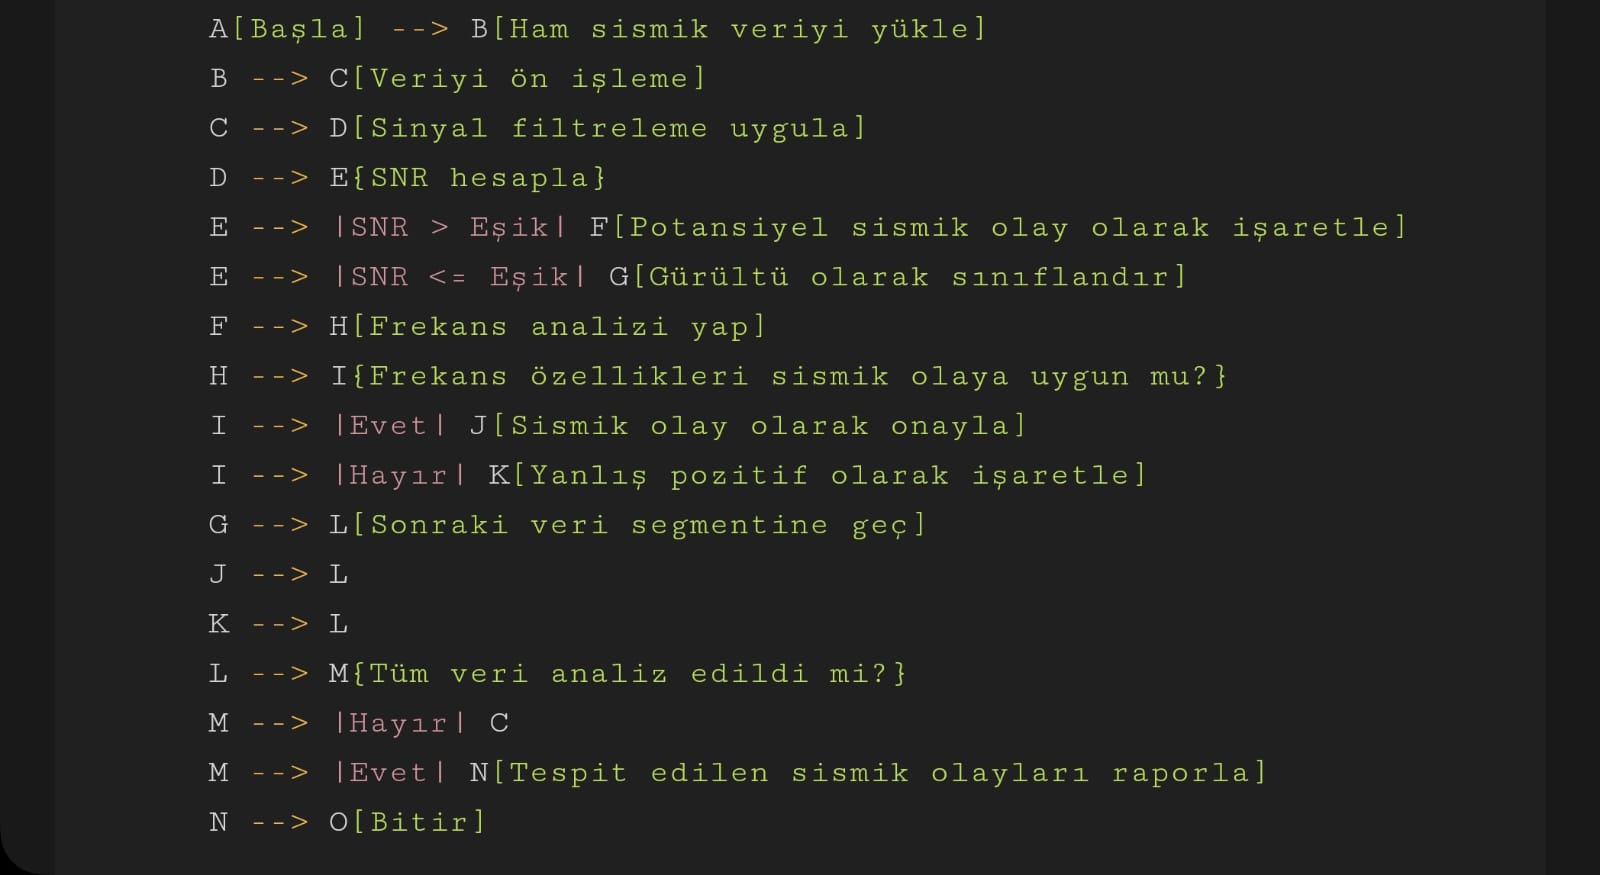 A[Başla] --> B[Ham sismik veriyi yükle]
B --> C[Veriyi ön işleme]
C --> D[Sinyal filtreleme uygula]
D --> E{SNR hesapla}
E --> |SNR > Eşik| F[Potansiyel sismik olay olarak işaretle]
E --> |SNR <= Eşik| G[Gürültü olarak sınıflandır]
F --> H[Frekans analizi yap]
H --> I{Frekans özellikleri sismik olaya uygun mu?}
I --> |Evet| J[Sismik olay olarak onayla]
I --> |Hayır| K[Yanlış pozitif olarak işaretle]
G --> L[Sonraki veri segmentine geç]
J --> L
K --> L
L --> M{Tüm veri analiz edildi mi?}
M --> |Hayır| C
M --> |Evet| N[Tespit edilen sismik olayları raporla]
N --> O[Bitir]